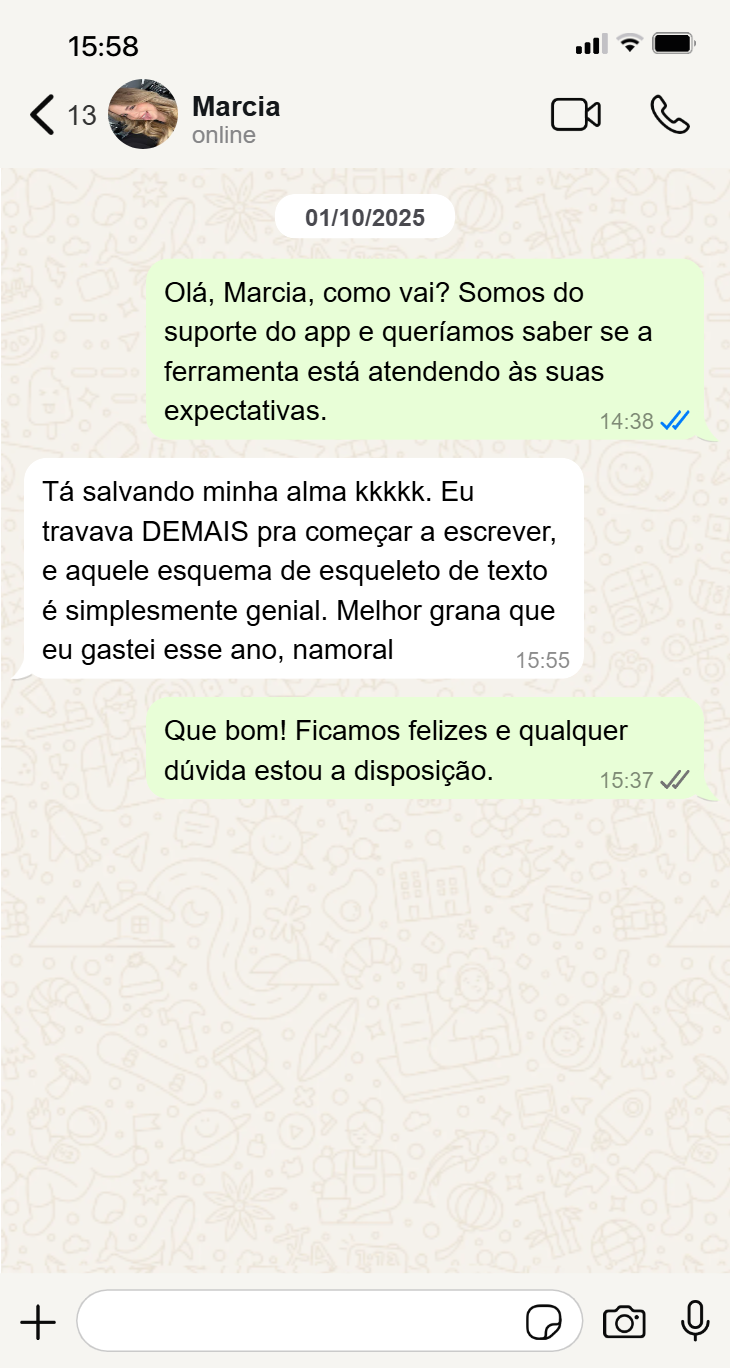 15:58
13
Marcia
online
01/10/2025
Olá, Marcia, como vai? Somos do
suporte do app e queríamos saber se a
ferramenta está atendendo às suas
expectativas.
14:38
Tá salvando minha alma kkkkk. Eu
travava DEMAIS pra começar a escrever,
e aquele esquema de esqueleto de texto
é simplesmente genial. Melhor grana que
eu gastei esse ano, namoral
15:55
Que bom! Ficamos felizes e qualquer
dúvida estou a disposição.
15:37